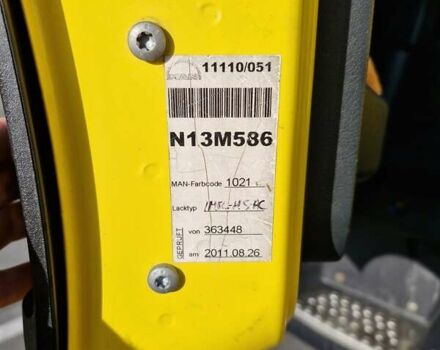 MAN 11110/051
N13M586
MAN-Farbcode 1021
Lacktyp
GEPRÜFT von 363448
am 2011.08.26